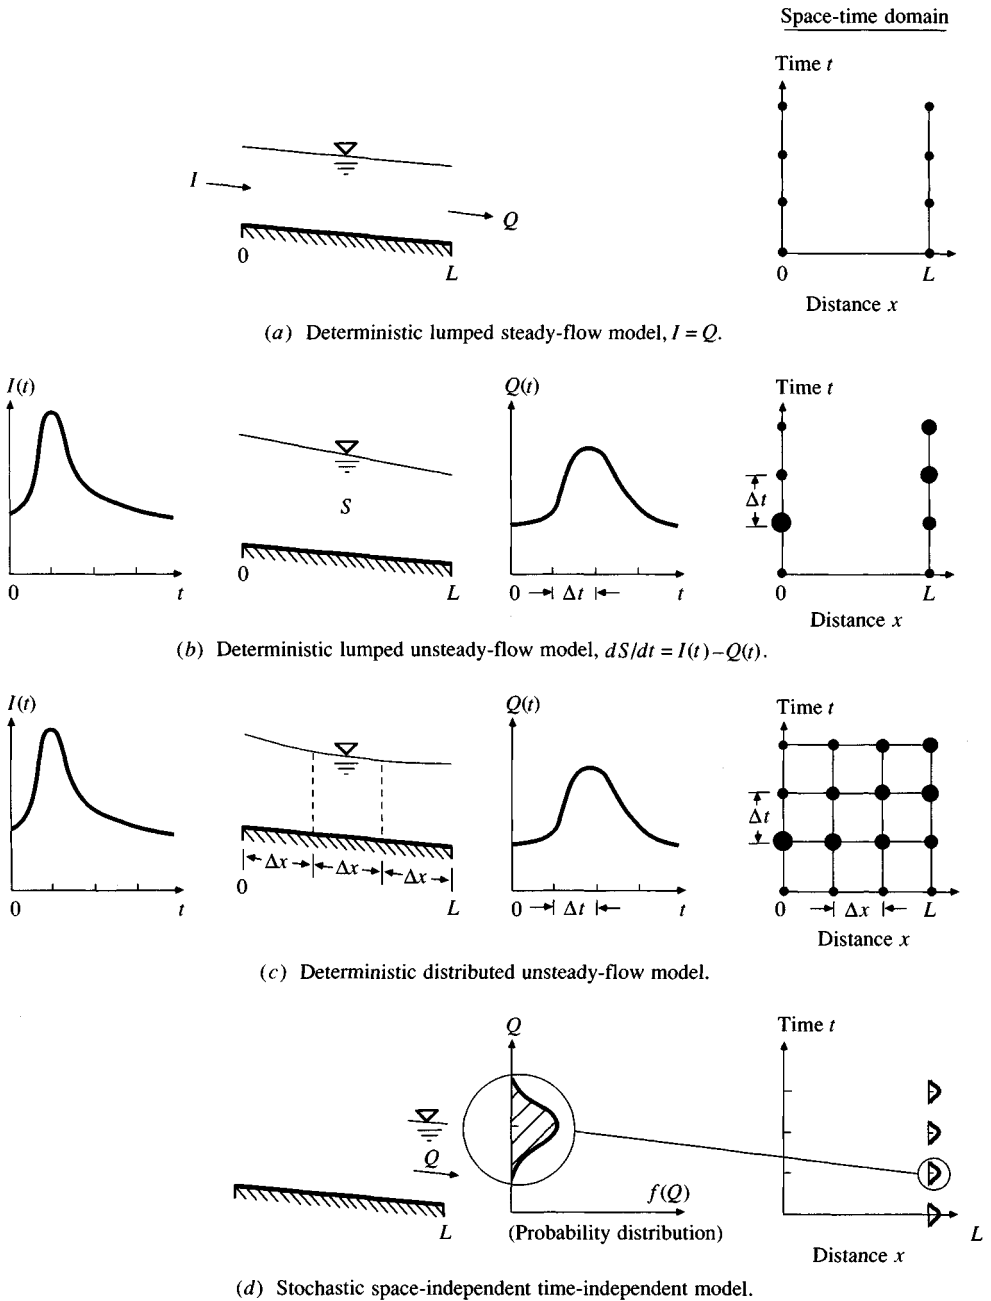 Space-time domain
Time t
I
Q
0
L
0
L
Distance x
(a) Deterministic lumped steady-flow model, I = Q.
I(t)
Q(t)
Time t
S
Δt
0
t
0
L
0
Δt
t
0
L
Distance x
(b) Deterministic lumped unsteady-flow model, dS/dt = I(t)–Q(t).
I(t)
Q(t)
Time t
Δt
Δx
Δx
Δx
0
t
0
L
0
Δt
t
0
Δx
L
Distance x
(c) Deterministic distributed unsteady-flow model.
Q
Time t
Q
f(Q)
L
(Probability distribution)
L
Distance x
(d) Stochastic space-independent time-independent model.